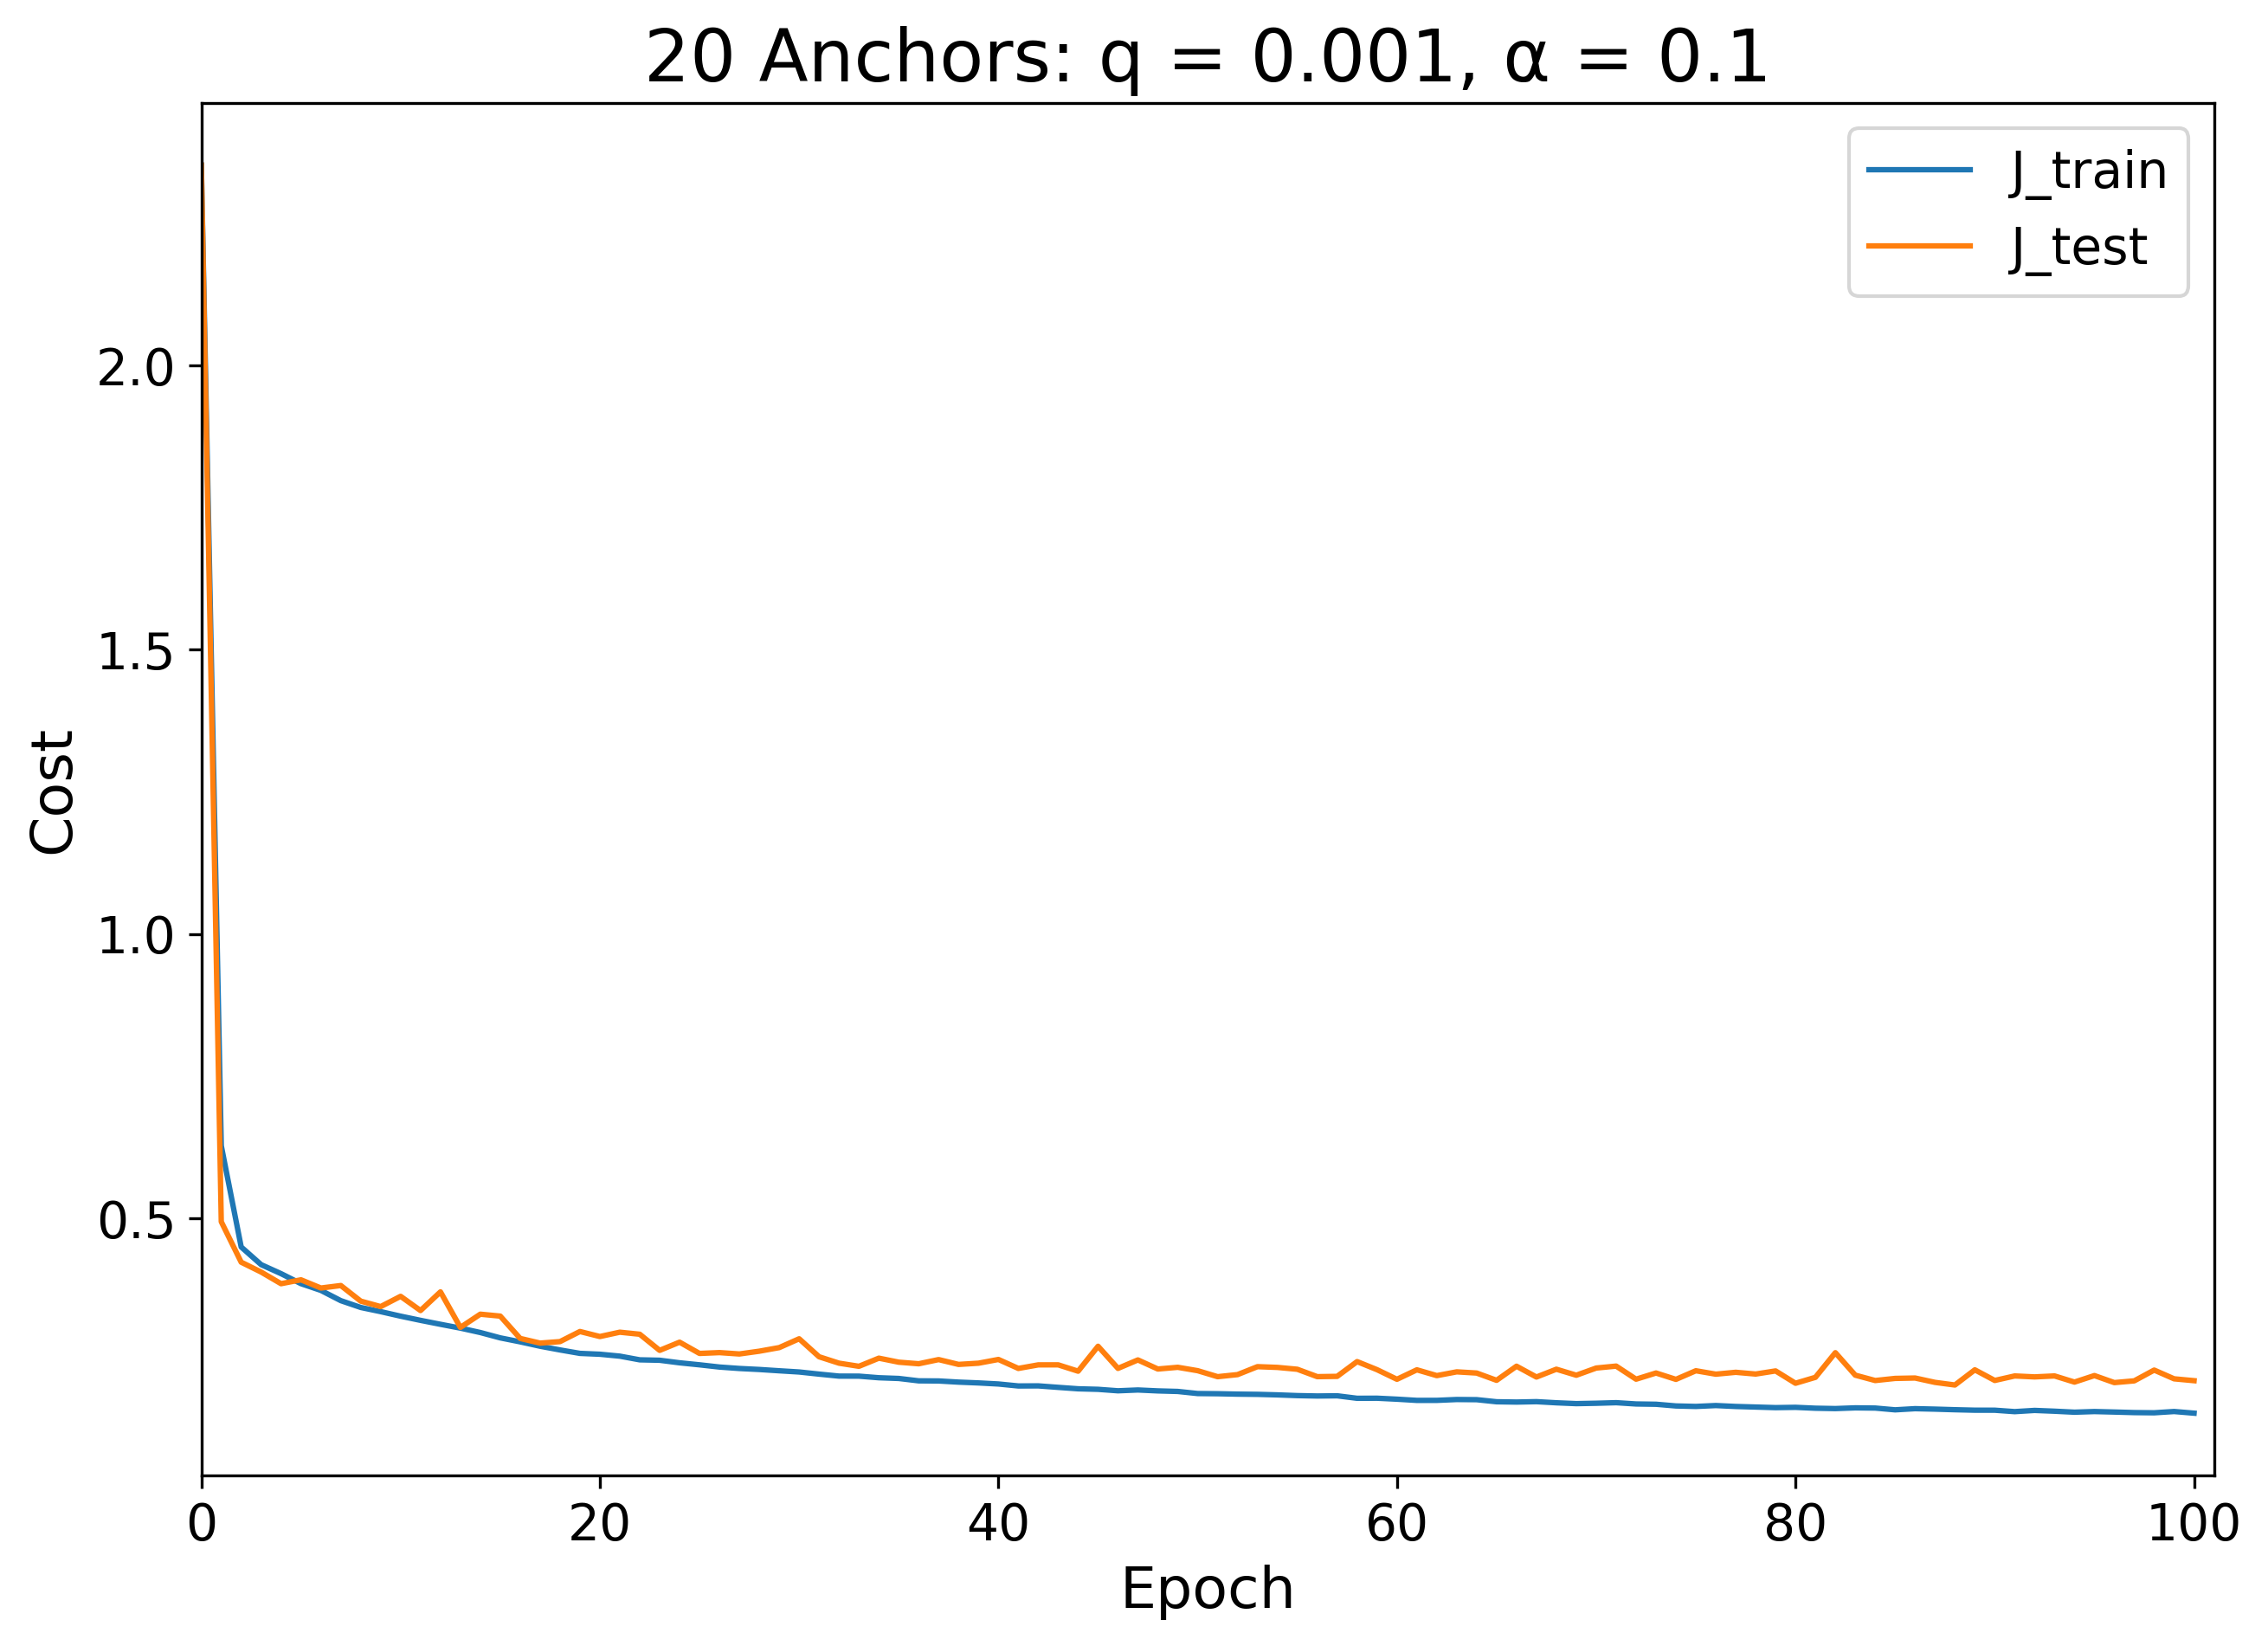 20 Anchors: q = 0.001, α = 0.1
J_train
J_test
2.0
1.5
1.0
0.5
Cost
0 20 40 60 80 100
Epoch